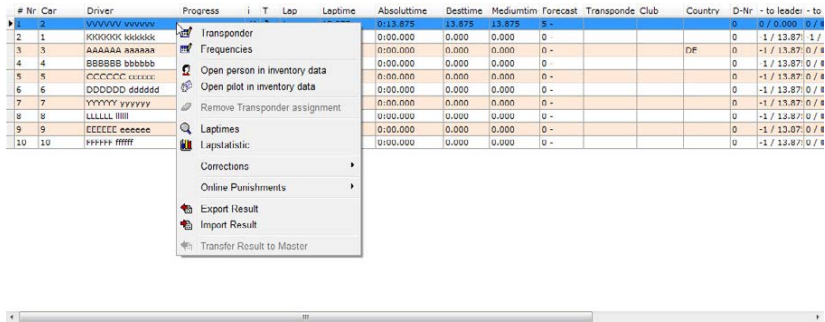 # Nr Car Driver Progress i T Lap Laptime Absoluttime Besttime Mediumtim Forecast Transponde Club Country D-Nr - to leader - to
1 2 VVVVVV vvvvvv 0:13.875 13.875 13.875 5 - 0 0 / 0.000 0 / 0
2 1 KKKKKK kkkkkk 0:00.000 0.000 0.000 0 - 0 -1 / 13.87! -1 /
3 3 AAAAAA aaaaaa 0:00.000 0.000 0.000 0 - DE 0 -1 / 13.87! 0 /
4 4 BBBBBB bbbbbb 0:00.000 0.000 0.000 0 - 0 -1 / 13.87! 0 /
5 5 CCCCCC cccccc 0:00.000 0.000 0.000 0 - 0 -1 / 13.87! 0 /
6 6 DDDDDD dddddd 0:00.000 0.000 0.000 0 - 0 -1 / 13.87! 0 /
7 7 YYYYYY yyyyyy 0:00.000 0.000 0.000 0 - 0 -1 / 13.87! 0 /
8 8 LLLLLL llllll 0:00.000 0.000 0.000 0 - 0 -1 / 13.87! 0 /
9 9 EEEEEE eeeeee 0:00.000 0.000 0.000 0 - 0 -1 / 13.87! 0 /
10 10 FFFFFF ffffff 0:00.000 0.000 0.000 0 - 0 -1 / 13.87! 0 /
Transponder
Frequencies
Open person in inventory data
Open pilot in inventory data
Remove Transponder assignment
Laptimes
Lapstatistic
Corrections
Online Punishments
Export Result
Import Result
Transfer Result to Master